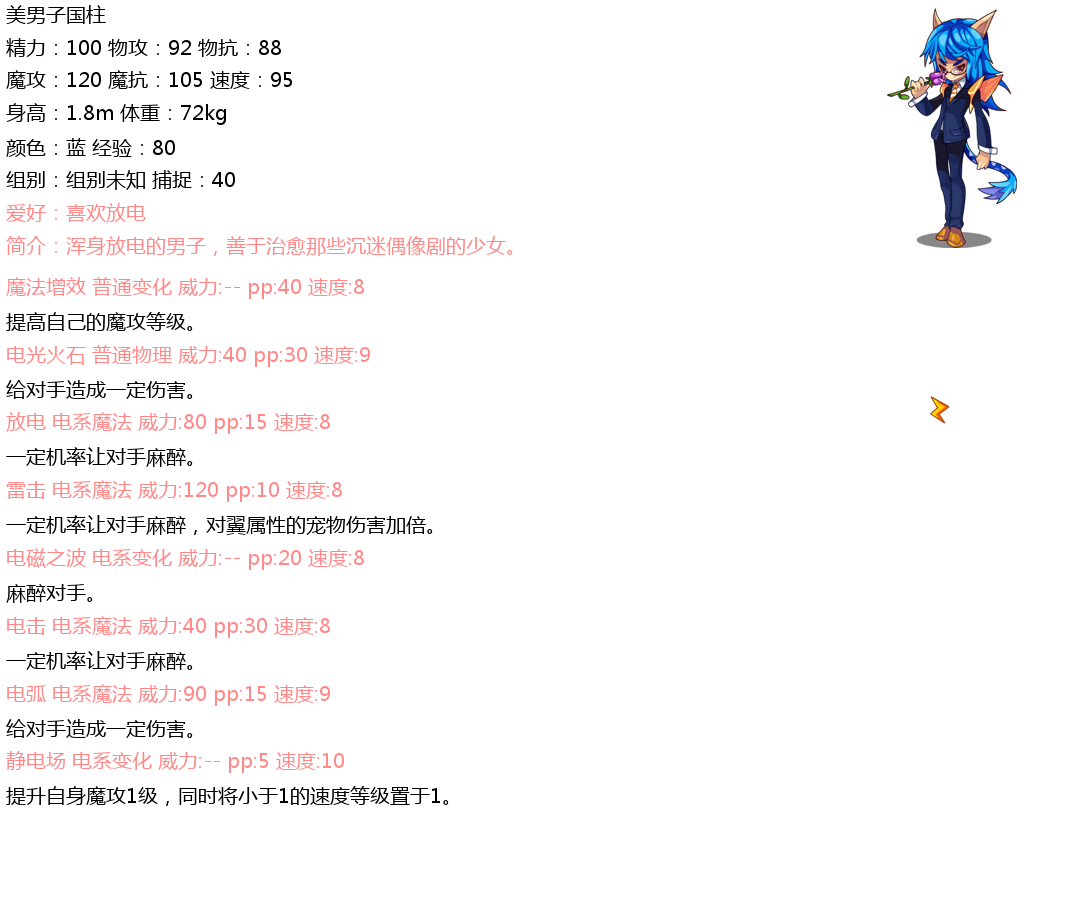 美男子国柱
精力：100 物攻：92 物抗：88
魔攻：120 魔抗：105 速度：95
身高：1.8m 体重：72kg
颜色：蓝 经验：80
组别：组别未知 捕捉：40
爱好：喜欢放电
简介：浑身放电的男子，善于治愈那些沉迷偶像剧的少女。
魔法增效 普通变化 威力:-- pp:40 速度:8
提高自己的魔攻等级。
电光火石 普通物理 威力:40 pp:30 速度:9
给对手造成一定伤害。
放电 电系魔法 威力:80 pp:15 速度:8
一定机率让对手麻醉。
雷击 电系魔法 威力:120 pp:10 速度:8
一定机率让对手麻醉，对翼属性的宠物伤害加倍。
电磁之波 电系变化 威力:-- pp:20 速度:8
麻醉对手。
电击 电系魔法 威力:40 pp:30 速度:8
一定机率让对手麻醉。
电弧 电系魔法 威力:90 pp:15 速度:9
给对手造成一定伤害。
静电场 电系变化 威力:-- pp:5 速度:10
提升自身魔攻1级，同时将小于1的速度等级置于1。